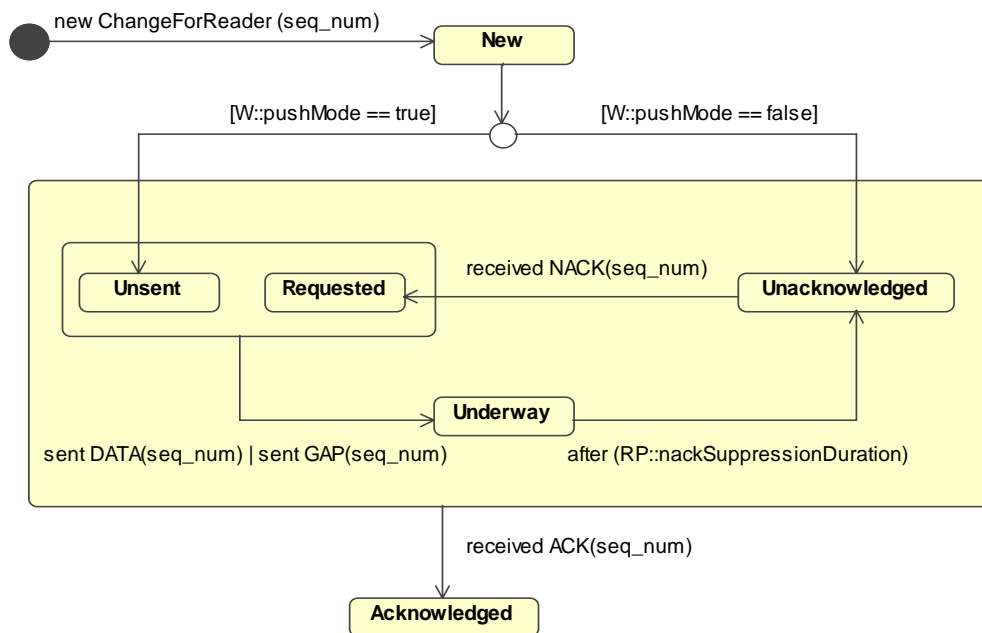 new ChangeForReader (seq_num)
New
[W::pushMode == true]
[W::pushMode == false]
received NACK(seq_num)
Unsent
Requested
Unacknowledged
Underway
sent DATA(seq_num) | sent GAP(seq_num)
after (RP::nackSuppressionDuration)
received ACK(seq_num)
Acknowledged